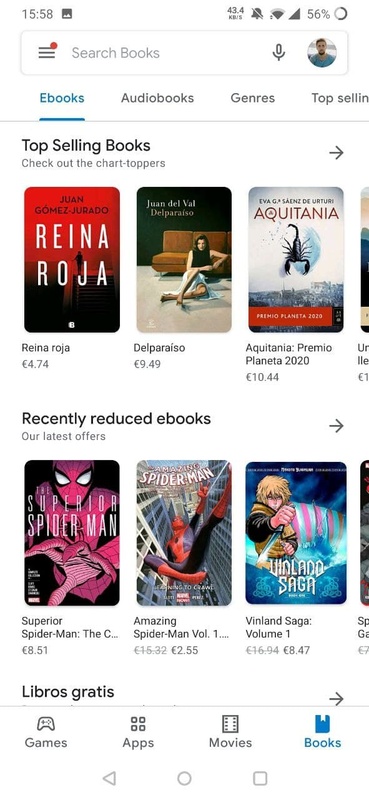 15:58
43.4
KB/S
56%
Search Books
Ebooks
Audiobooks
Genres
Top sellin
Top Selling Books
Check out the chart-toppers
JUAN
GÓMEZ-JURADO
REINA
ROJA
Juan del Val
Delparaíso
EVA Gª SÁENZ DE URTURI
AQUITANIA
PREMIO PLANETA 2020
Reina roja
€4.74
Delparaíso
€9.49
Aquitania: Premio
Planeta 2020
€10.44
Un
lle
€1
Recently reduced ebooks
Our latest offers
THE
SUPERIOR
SPIDER-MAN
MARVEL
THE AMAZING
SPIDER-MAN
LEARNING TO CRAWL
VINLAND
SAGA
Superior
Spider-Man: The C...
€8.51
Amazing
Spider-Man Vol. 1....
€15.32 €2.55
Vinland Saga:
Volume 1
€16.94 €8.47
Sp
Ga
€7
Libros gratis
Games
Apps
Movies
Books